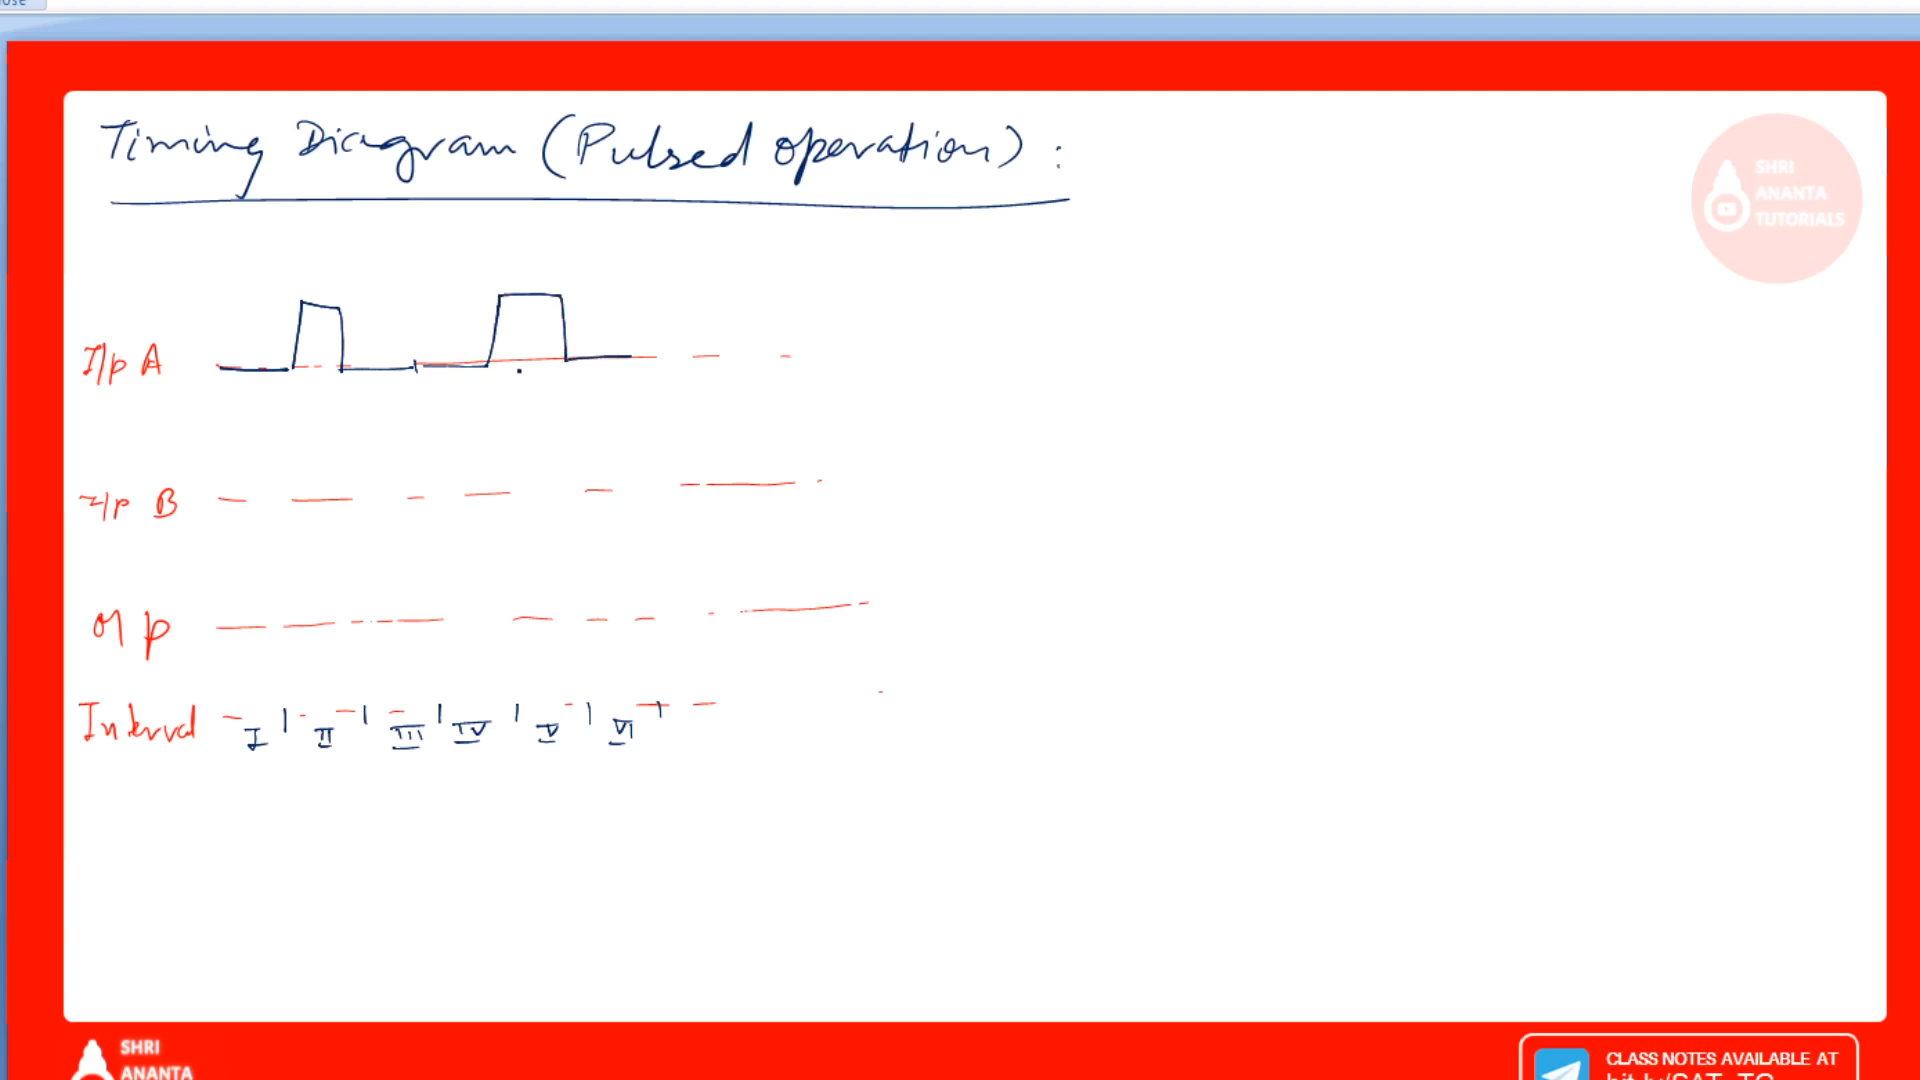 Timing Diagram (Pulsed operation) :
SHRI
ANANTA
TUTORIALS
I/p A
I/p B
O/p
Interval I II III IV V VI
SHRI
ANANTA
CLASS NOTES AVAILABLE AT